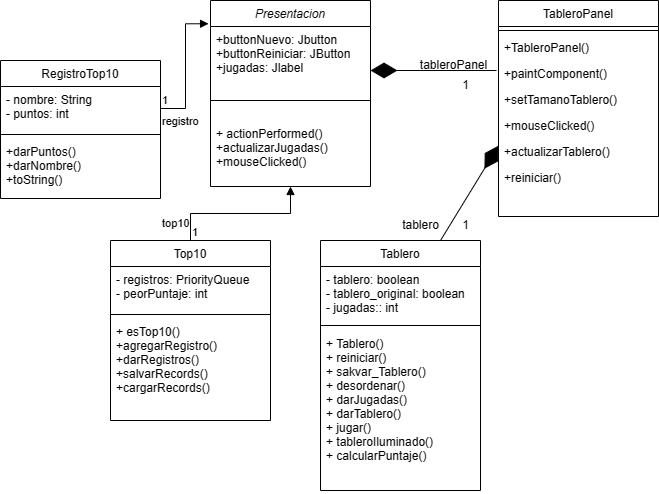 Presentacion
+buttonNuevo: Jbutton
+buttonReiniciar: JButton
+jugadas: Jlabel
+ actionPerformed()
+actualizarJugadas()
+mouseClicked()
TableroPanel
+TableroPanel()
+paintComponent()
+setTamanoTablero()
+mouseClicked()
+actualizarTablero()
+reiniciar()
tableroPanel
1
RegistroTop10
- nombre: String
- puntos: int
+darPuntos()
+darNombre()
+toString()
1
registro
top10
1
tablero
1
Top10
- registros: PriorityQueue
- peorPuntaje: int
+ esTop10()
+agregarRegistro()
+darRegistros()
+salvarRecords()
+cargarRecords()
Tablero
- tablero: boolean
- tablero_original: boolean
- jugadas:: int
+ Tablero()
+ reiniciar()
+ sakvar_Tablero()
+ desordenar()
+ darJugadas()
+ darTablero()
+ jugar()
+ tableroIluminado()
+ calcularPuntaje()